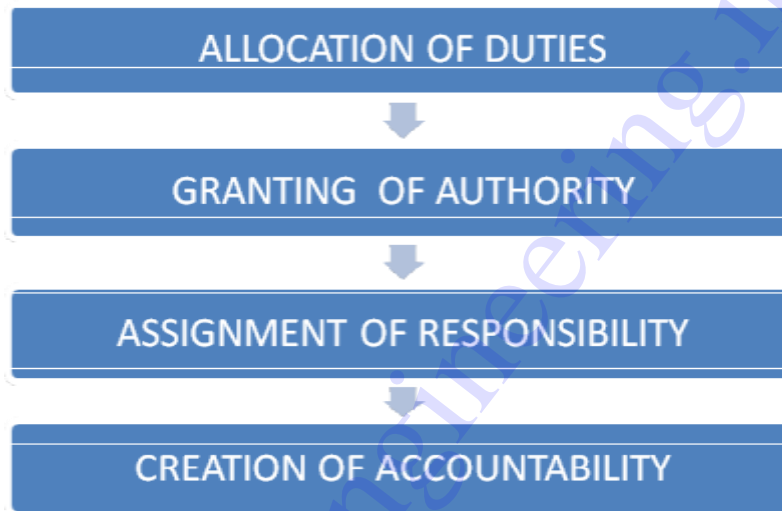 ALLOCATION OF DUTIES
GRANTING OF AUTHORITY
ASSIGNMENT OF RESPONSIBILITY
CREATION OF ACCOUNTABILITY